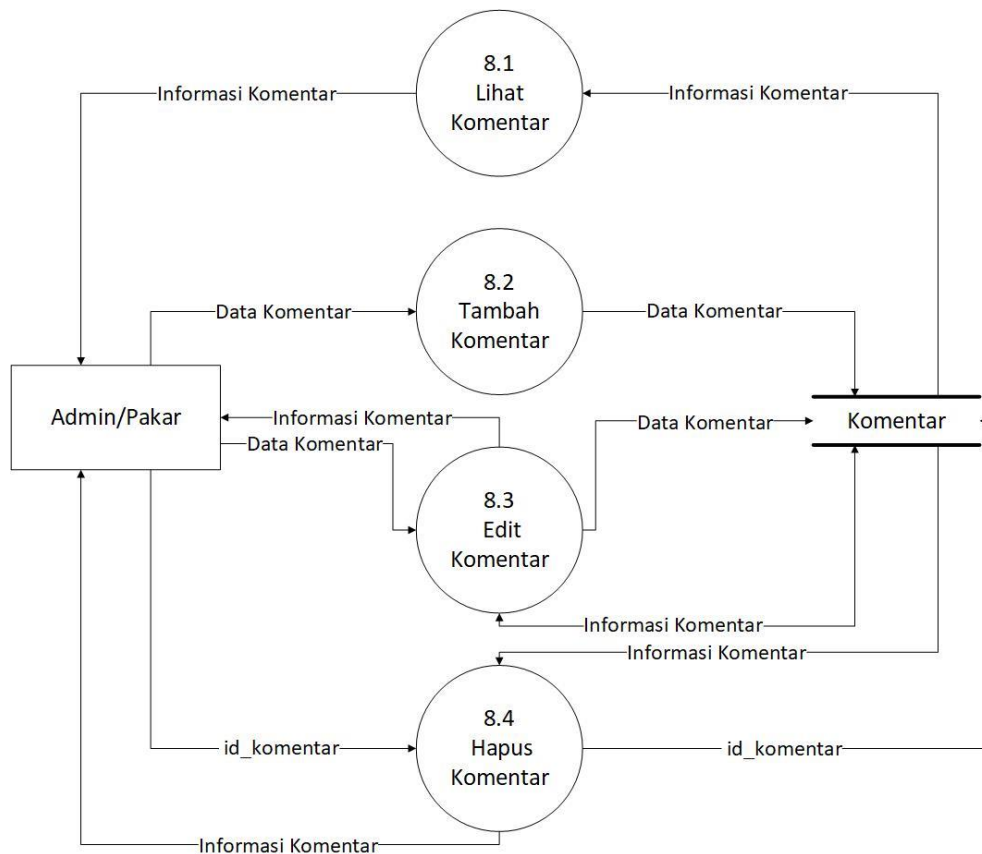 8.1
Lihat
Komentar
Informasi Komentar
Informasi Komentar
8.2
Tambah
Komentar
Data Komentar
Data Komentar
Admin/Pakar
Informasi Komentar
Data Komentar
Data Komentar
Komentar
8.3
Edit
Komentar
Informasi Komentar
Informasi Komentar
8.4
Hapus
Komentar
id_komentar
id_komentar
Informasi Komentar